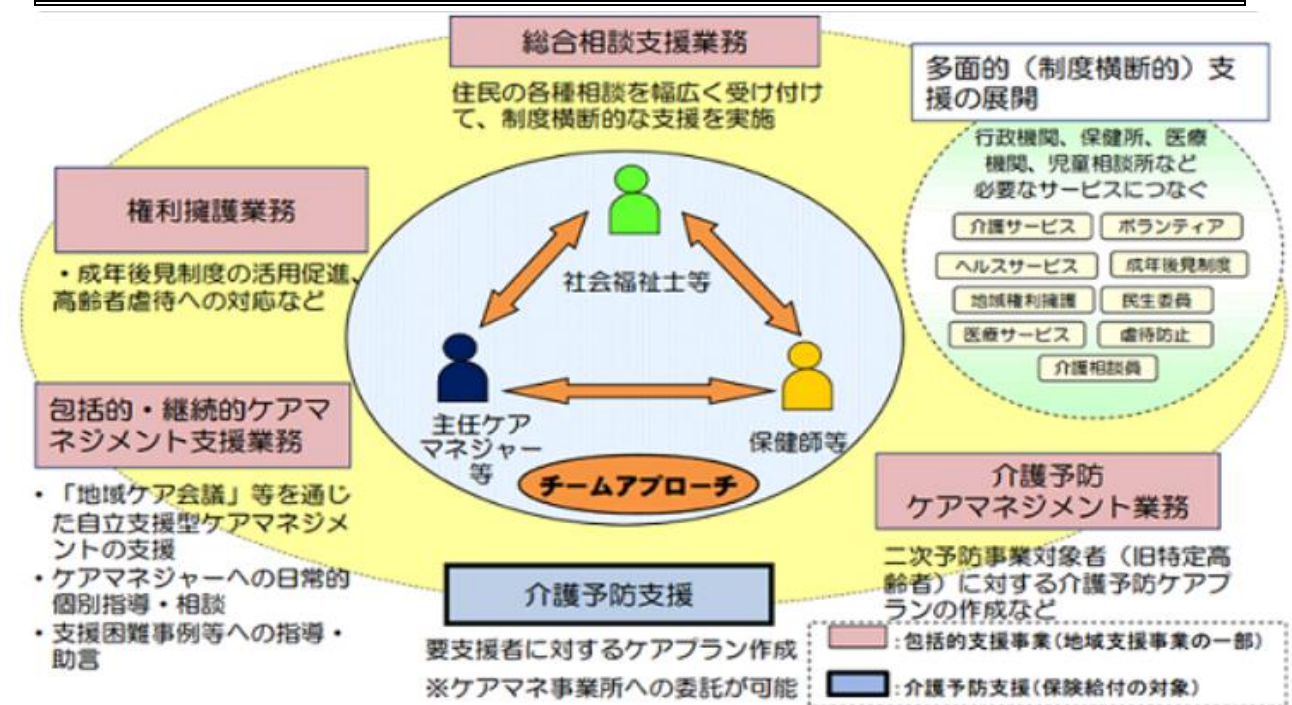 総合相談支援業務
住民の各種相談を幅広く受け付け
て、制度横断的な支援を実施
多面的（制度横断的）支
援の展開
行政機関、保健所、医療
機関、児童相談所など
必要なサービスにつなぐ
介護サービス
ボランティア
ヘルスサービス
成年後見制度
地域権利擁護
民生委員
医療サービス
虐待防止
介護相談員
権利擁護業務
・成年後見制度の活用促進、
高齢者虐待への対応など
社会福祉士等
主任ケア
マネジャー
等
保健師等
チームアプローチ
包括的・継続的ケアマ
ネジメント支援業務
・「地域ケア会議」等を通じ
た自立支援型ケアマネジメ
ントの支援
・ケアマネジャーへの日常的
個別指導・相談
・支援困難事例等への指導・
助言
介護予防
ケアマネジメント業務
二次予防事業対象者（旧特定高
齢者）に対する介護予防ケアプ
ランの作成など
介護予防支援
要支援者に対するケアプラン作成
※ケアマネ事業所への委託が可能
：包括的支援事業（地域支援事業の一部）
：介護予防支援（保険給付の対象）